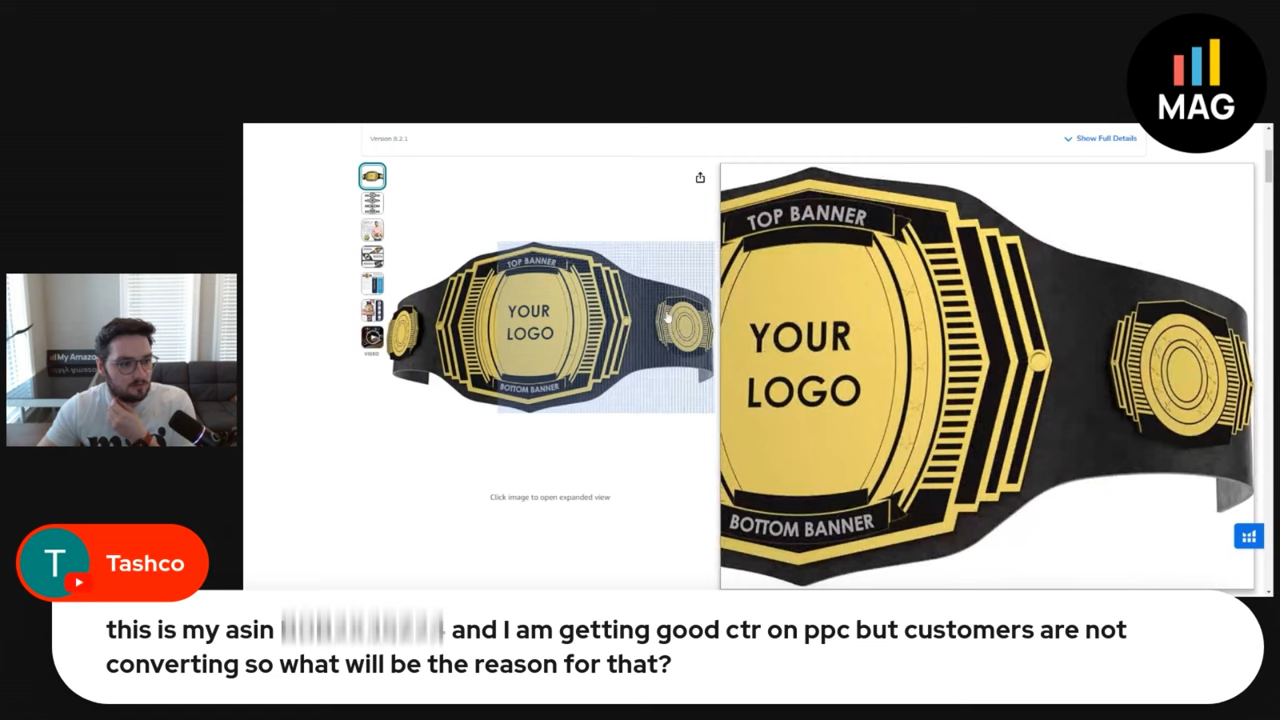 MAG
Version 8.2.1
Show Full Details
TOP BANNER
YOUR
LOGO
BOTTOM BANNER
VIDEO
Click image to open expanded view
TOP BANNER
YOUR
LOGO
BOTTOM BANNER
My Amazo
T
Tashco
this is my asin and I am getting good ctr on ppc but customers are not
converting so what will be the reason for that?